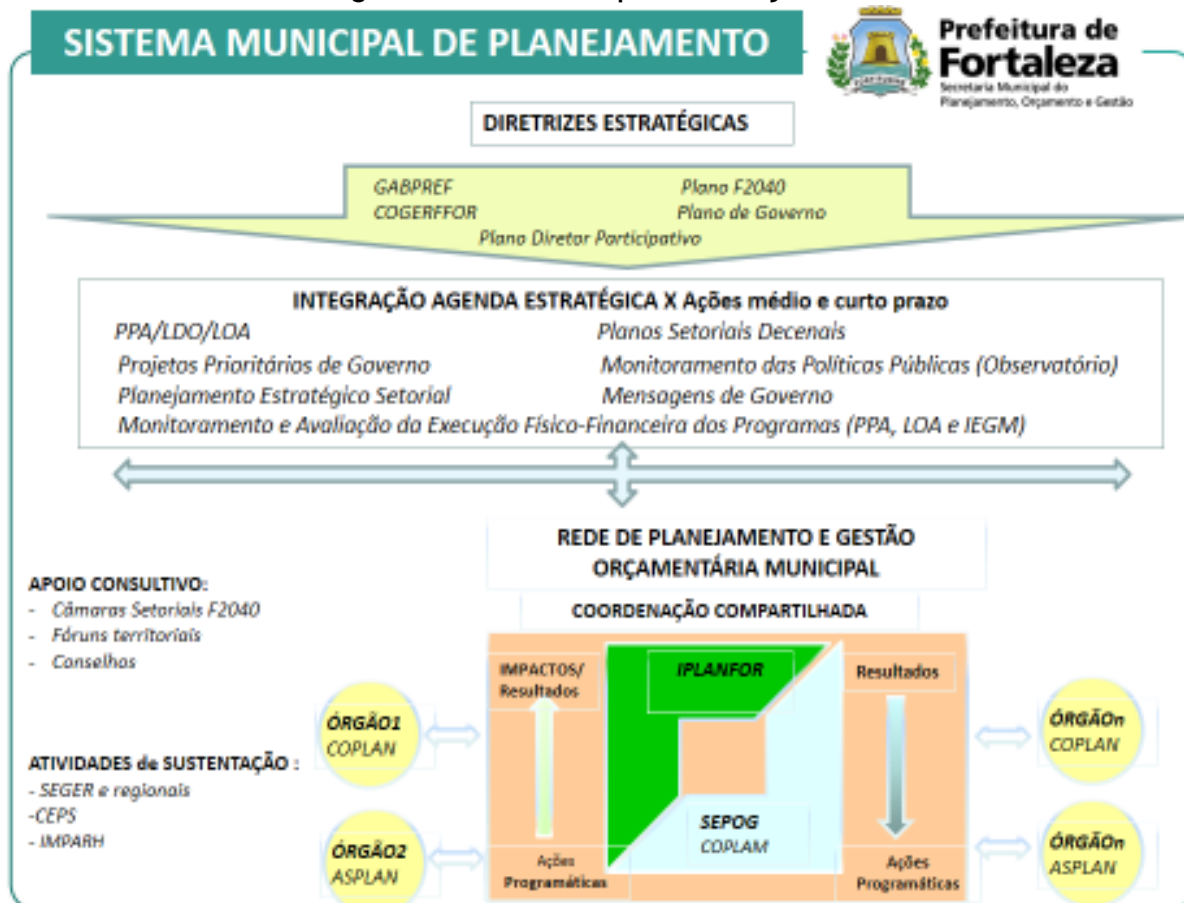 SISTEMA MUNICIPAL DE PLANEJAMENTO
Prefeitura de
Fortaleza
Secretaria Municipal do
Planejamento, Orçamento e Gestão
DIRETRIZES ESTRATÉGICAS
GABPREF
Plano F2040
COGERFFOR
Plano de Governo
Plano Diretor Participativo
INTEGRAÇÃO AGENDA ESTRATÉGICA X Ações médio e curto prazo
PPA/LDO/LOA
Planos Setoriais Decenais
Projetos Prioritários de Governo
Monitoramento das Políticas Públicas (Observatório)
Planejamento Estratégico Setorial
Mensagens de Governo
Monitoramento e Avaliação da Execução Físico-Financeira dos Programas (PPA, LOA e IEGM)
REDE DE PLANEJAMENTO E GESTÃO
ORÇAMENTÁRIA MUNICIPAL
COORDENAÇÃO COMPARTILHADA
APOIO CONSULTIVO:
- Câmaras Setoriais F2040
- Fóruns territoriais
- Conselhos
ATIVIDADES de SUSTENTAÇÃO :
- SEGER e regionais
-CEPS
- IMPARH
ÓRGÃO1
COPLAN
ÓRGÃO2
ASPLAN
IMPACTOS/
Resultados
Ações
Programáticas
IPLANFOR
SEPOG
COPLAM
Resultados
Ações
Programáticas
ÓRGÃOn
COPLAN
ÓRGÃOn
ASPLAN